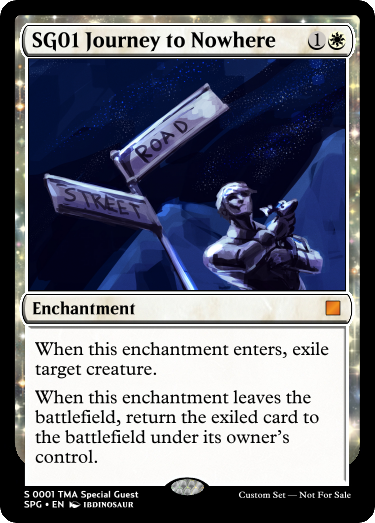 SG01 Journey to Nowhere 1
ROAD
STREET
Enchantment
When this enchantment enters, exile
target creature.
When this enchantment leaves the
battlefield, return the exiled card to
the battlefield under its owner's
control.
S 0001 TMA Special Guest
SPG • EN IBDINOSAUR
Custom Set — Not For Sale